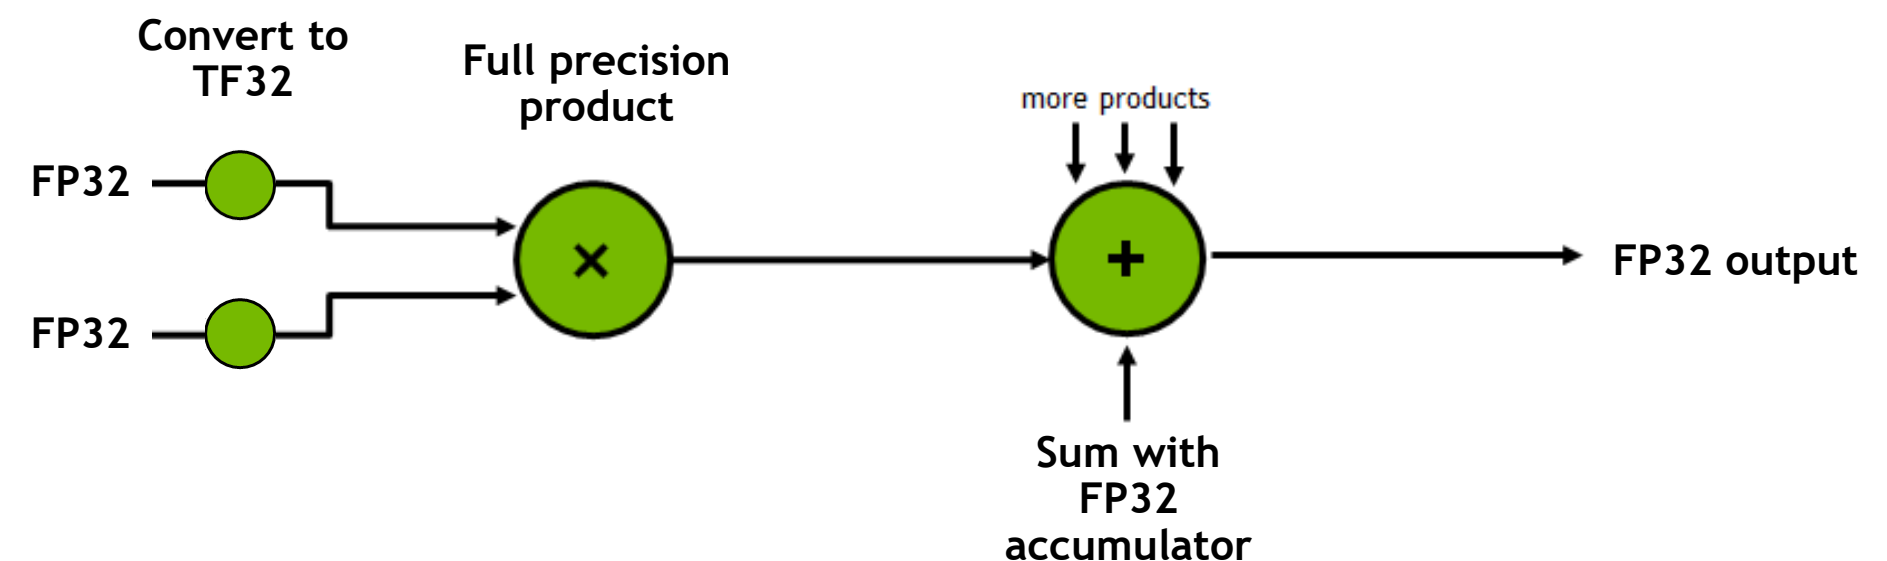 Convert to
TF32
Full precision
product
more products
FP32
×
+
FP32 output
FP32
Sum with
FP32
accumulator